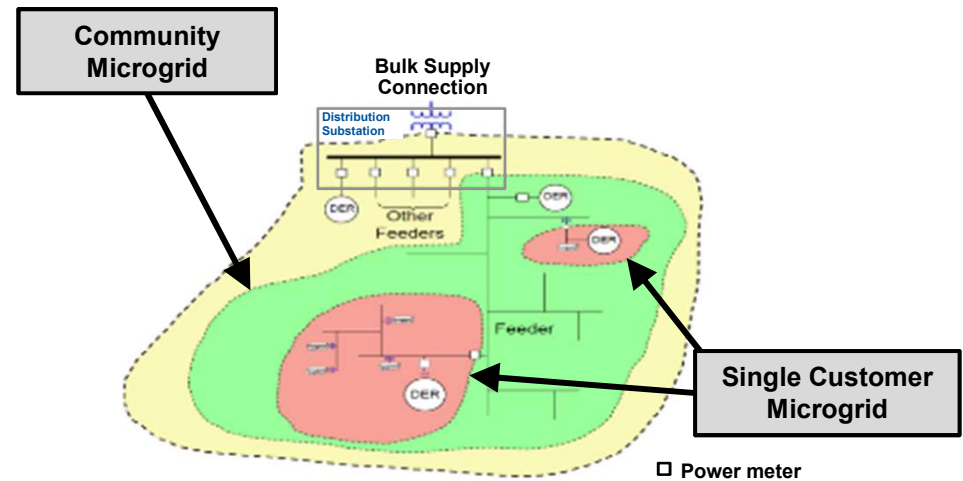 Community
Microgrid
Bulk Supply
Connection
Distribution
Substation
DER
Other
Feeders
DER
DER
Feeder
DER
Single Customer
Microgrid
Power meter